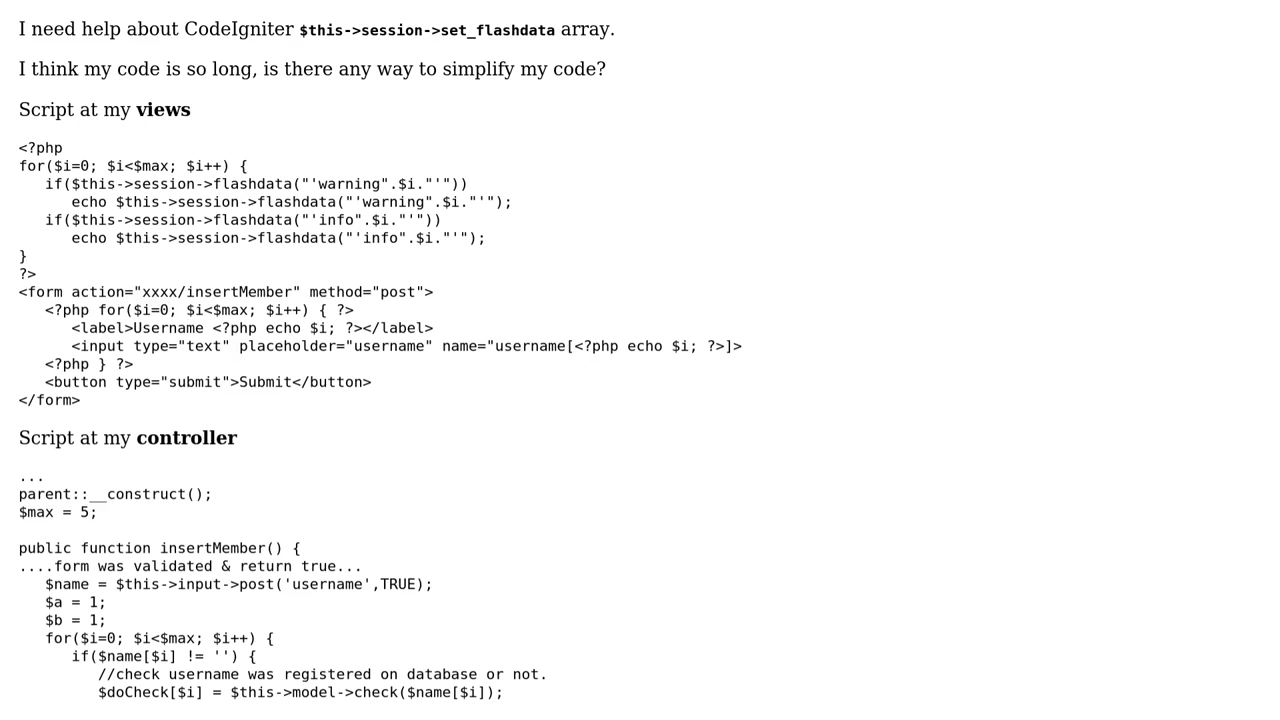 I need help about CodeIgniter $this->session->set_flashdata array.
I think my code is so long, is there any way to simplify my code?
Script at my views
<?php
for($i=0; $i<$max; $i++) {
   if($this->session->flashdata("'warning".$i."'"))
      echo $this->session->flashdata("'warning".$i."'");
   if($this->session->flashdata("'info".$i."'"))
      echo $this->session->flashdata("'info".$i."'");
}
?>
<form action="xxxx/insertMember" method="post">
   <?php for($i=0; $i<$max; $i++) { ?>
      <label>Username <?php echo $i; ?></label>
      <input type="text" placeholder="username" name="username[<?php echo $i; ?>]>
   <?php } ?>
   <button type="submit">Submit</button>
</form>
Script at my controller
...
parent::__construct();
$max = 5;
public function insertMember() {
....form was validated & return true...
   $name = $this->input->post('username',TRUE);
   $a = 1;
   $b = 1;
   for($i=0; $i<$max; $i++) {
      if($name[$i] != '') {
         //check username was registered on database or not.
         $doCheck[$i] = $this->model->check($name[$i]);